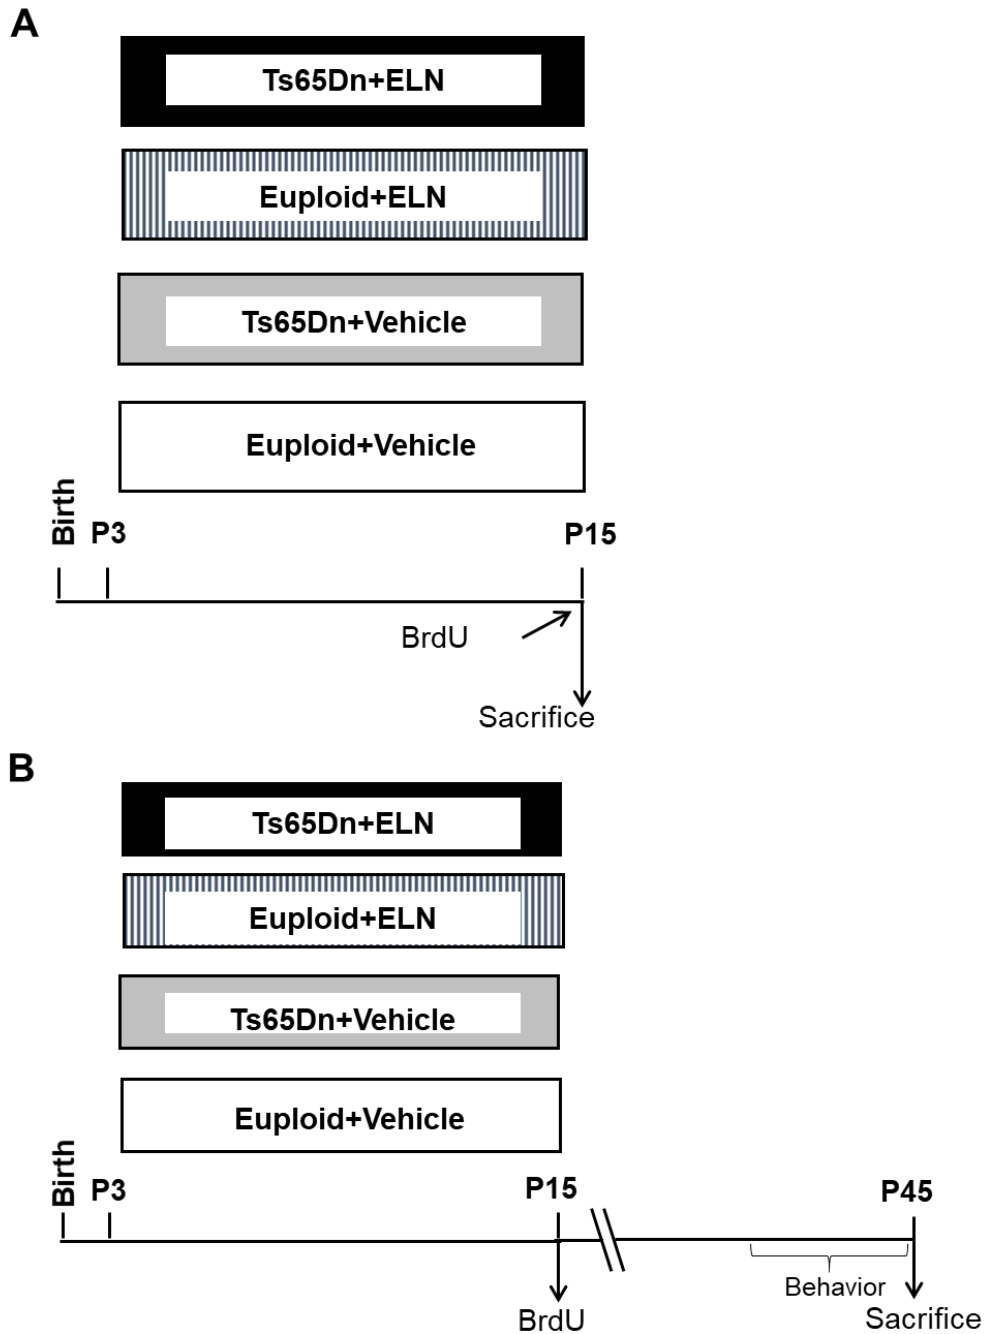 A
Ts65Dn+ELN
Euploid+ELN
Ts65Dn+Vehicle
Euploid+Vehicle
Birth
P3
P15
BrdU
Sacrifice
B
Ts65Dn+ELN
Euploid+ELN
Ts65Dn+Vehicle
Euploid+Vehicle
Birth
P3
P15
P45
Behavior
BrdU
Sacrifice